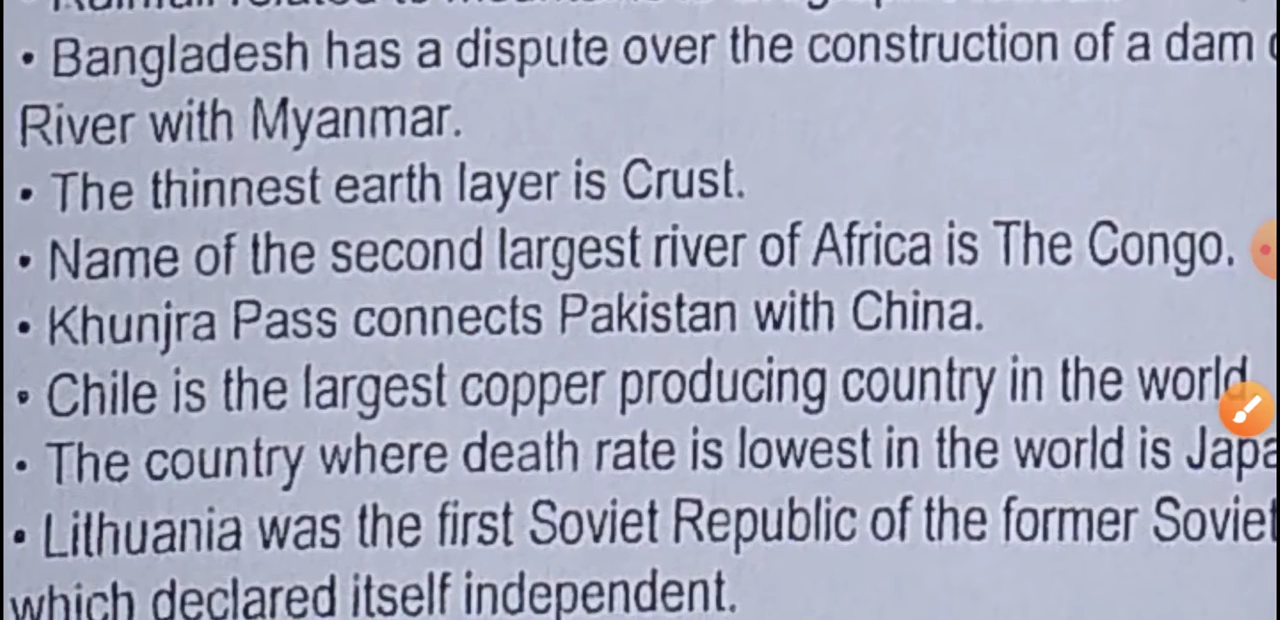 • Bangladesh has a dispute over the construction of a dam
River with Myanmar.
• The thinnest earth layer is Crust.
• Name of the second largest river of Africa is The Congo.
• Khunjra Pass connects Pakistan with China.
• Chile is the largest copper producing country in the world
• The country where death rate is lowest in the world is Japa
• Lithuania was the first Soviet Republic of the former Soviet
which declared itself independent.